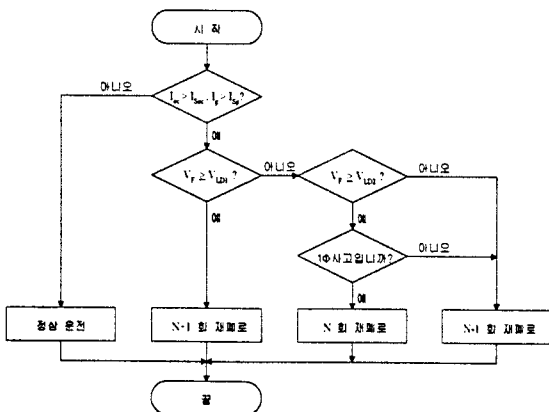 시 작
아니오
I_oc > I_Soc , I_g > I_Sg ?
예
V_F ≥ V_LD1 ?
아니오
V_F ≥ V_LD2 ?
아니오
예
예
1Φ사고입니까?
아니오
예
정상 운전
N-1 회 재폐로
N 회 재폐로
N-1 회 재폐로
끝